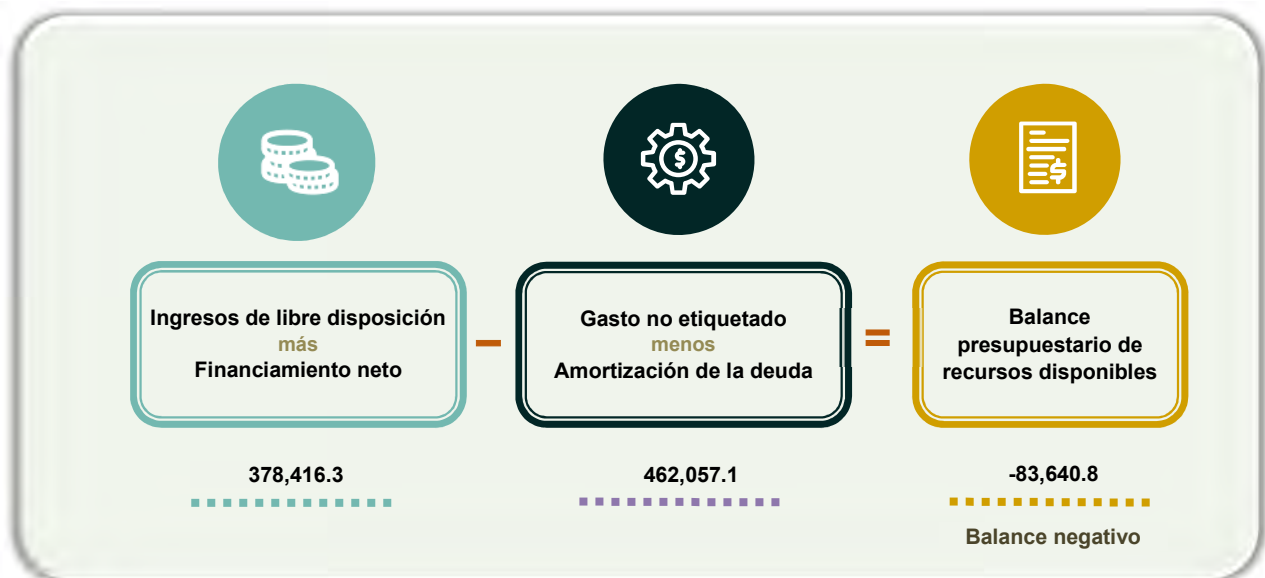 Ingresos de libre disposición
más
Financiamiento neto
−
Gasto no etiquetado
menos
Amortización de la deuda
=
Balance
presupuestario de
recursos disponibles
378,416.3
462,057.1
-83,640.8
Balance negativo